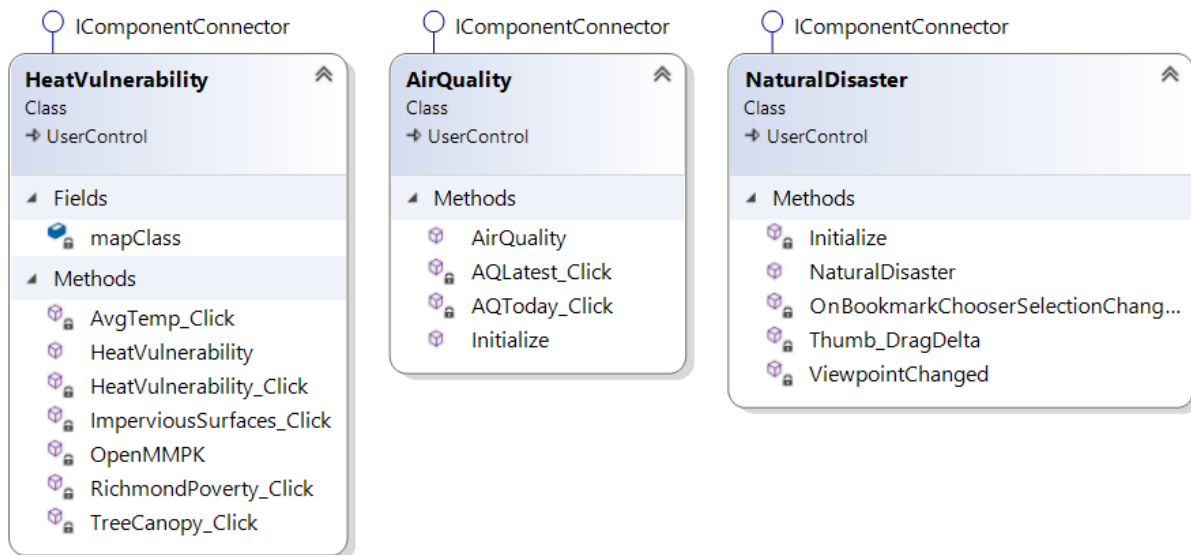 IComponentConnector
HeatVulnerability
Class
UserControl
Fields
mapClass
Methods
AvgTemp_Click
HeatVulnerability
HeatVulnerability_Click
ImperviousSurfaces_Click
OpenMMPK
RichmondPoverty_Click
TreeCanopy_Click
IComponentConnector
AirQuality
Class
UserControl
Methods
AirQuality
AQLatest_Click
AQToday_Click
Initialize
IComponentConnector
NaturalDisaster
Class
UserControl
Methods
Initialize
NaturalDisaster
OnBookmarkChooserSelectionChang...
Thumb_DragDelta
ViewpointChanged